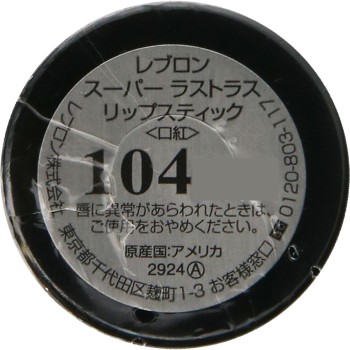 レブロン
スーパー ラストラス
リップスティック
<口紅>
104
唇に異常があらわれたときは、
ご使用をおやめください。
原産国:アメリカ
2924Ⓐ
レブロン株式会社 東京都千代田区麹町1-3 お客様窓口 0120-803-117